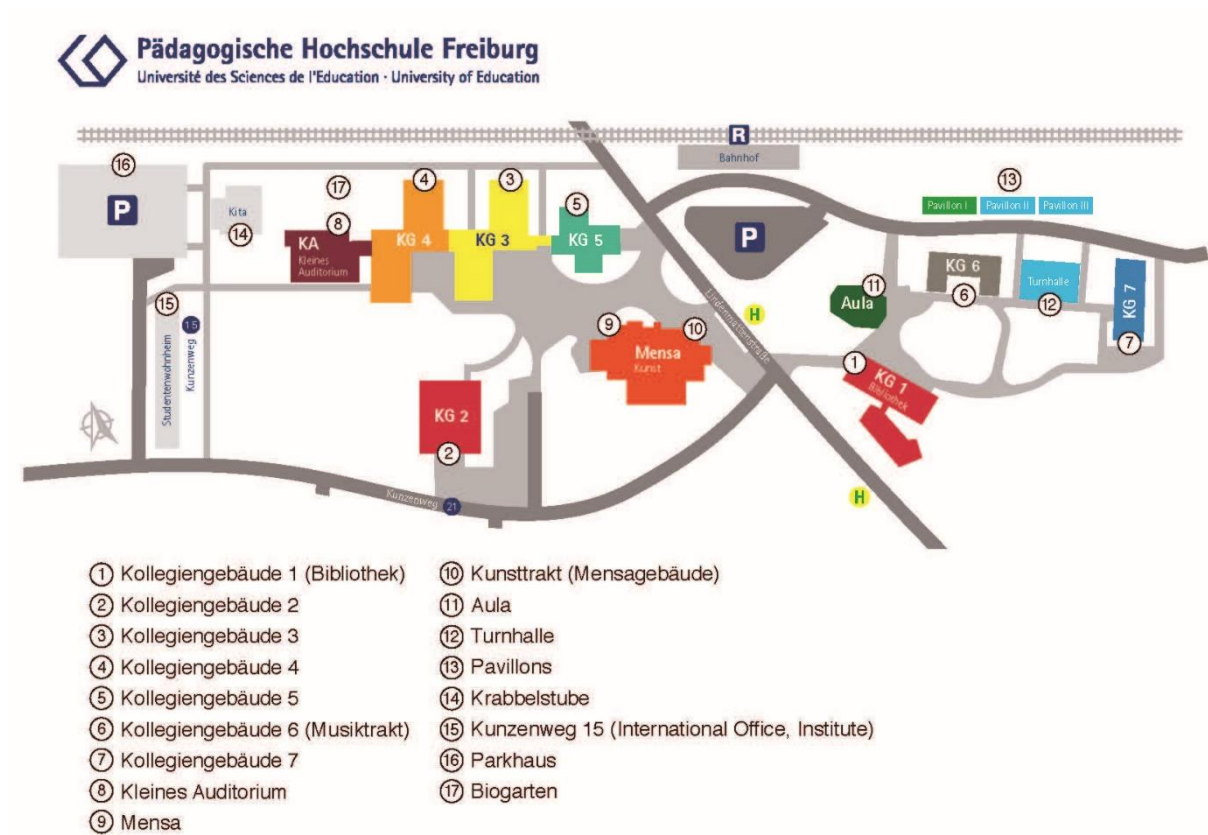 Pädagogische Hochschule Freiburg
Université des Sciences de l'Education · University of Education
R
Bahnhof
16
P
17
4
3
13
Pavillon I
Pavillon II
Pavillon III
Kita
14
8
KA
Kleines
Auditorium
KG 4
KG 3
5
KG 5
P
KG 6
6
Turnhalle
12
KG 7
7
11
Aula
15
Studentenwohnheim
15
Kunzenweg
9
10
Mensa
Kunst
Lindenmattenstraße
H
1
KG 1
Bibliothek
KG 2
2
H
Kunzenweg 21
1 Kollegiengebäude 1 (Bibliothek)
2 Kollegiengebäude 2
3 Kollegiengebäude 3
4 Kollegiengebäude 4
5 Kollegiengebäude 5
6 Kollegiengebäude 6 (Musiktrakt)
7 Kollegiengebäude 7
8 Kleines Auditorium
9 Mensa
10 Kunsttrakt (Mensagebäude)
11 Aula
12 Turnhalle
13 Pavillons
14 Krabbelstube
15 Kunzenweg 15 (International Office, Institute)
16 Parkhaus
17 Biogarten